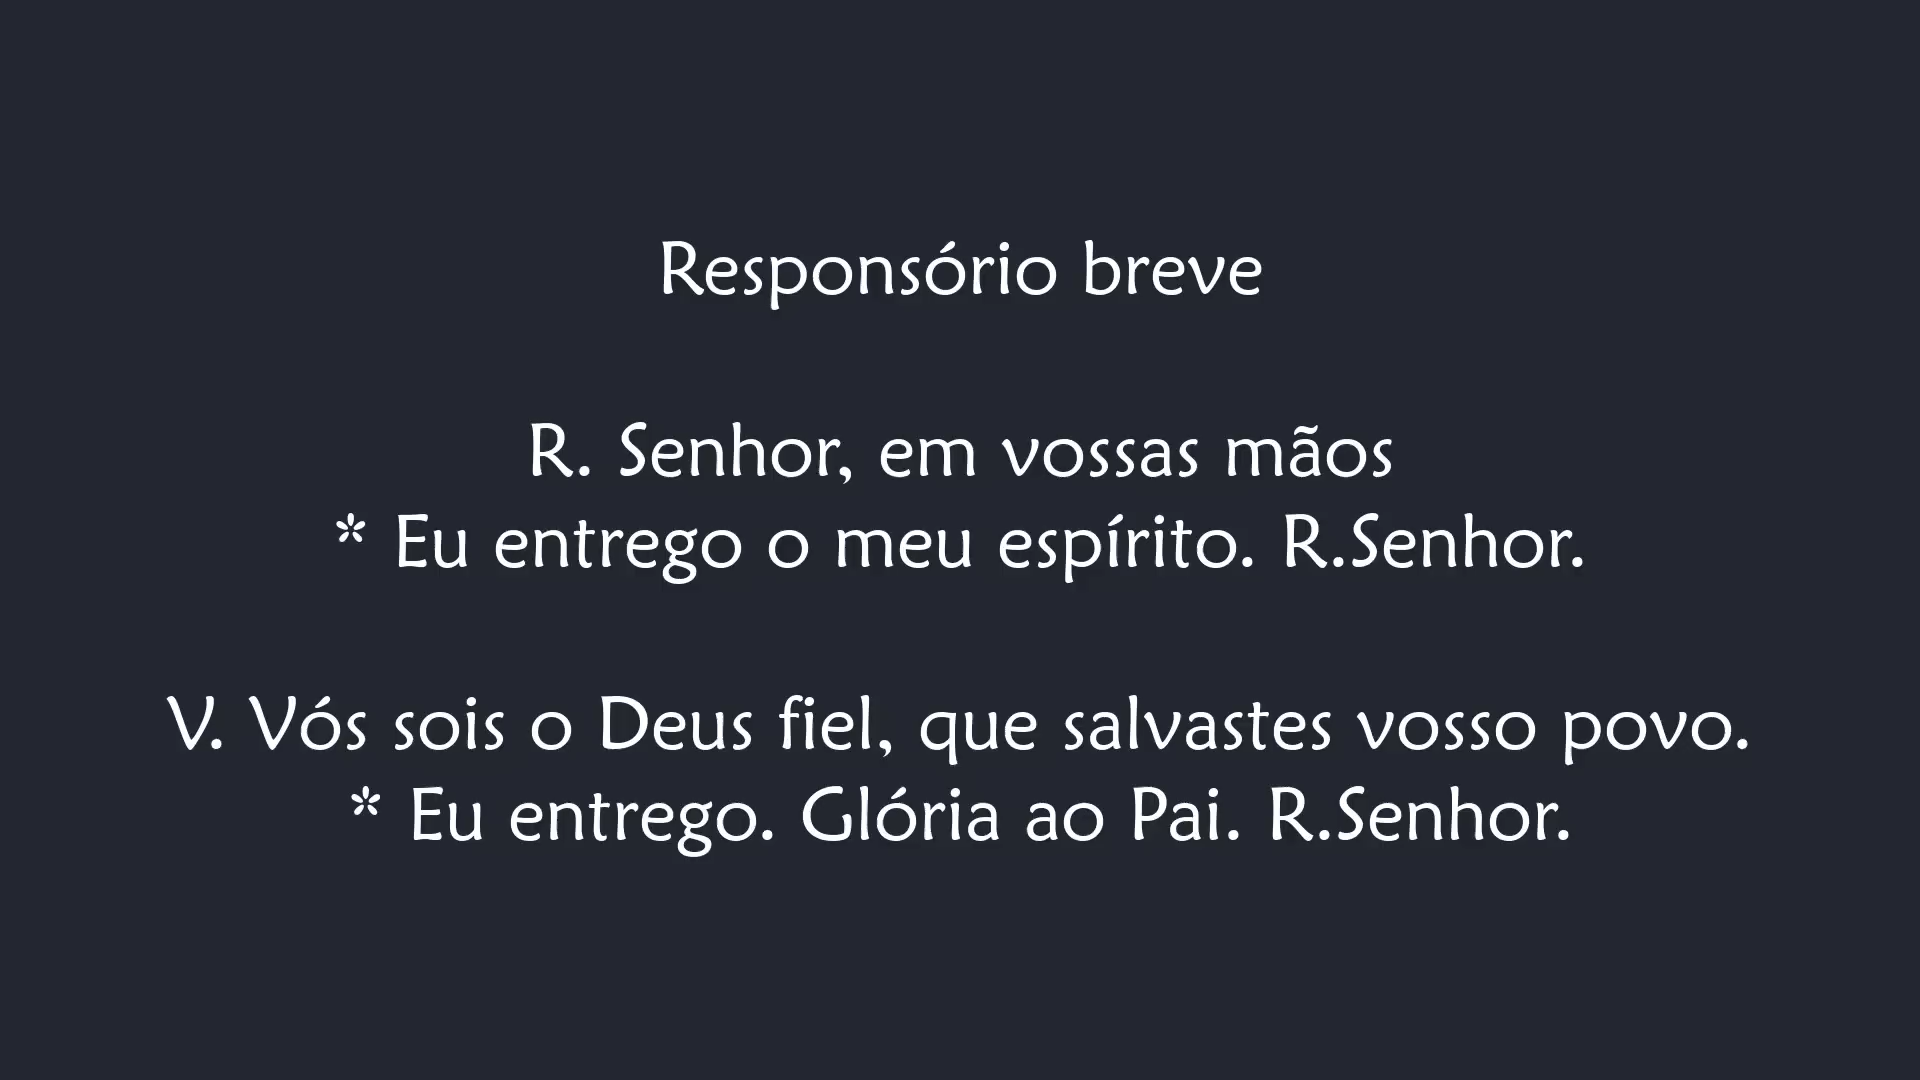 Responsório breve
R. Senhor, em vossas mãos
* Eu entrego o meu espírito. R.Senhor.
V. Vós sois o Deus fiel, que salvastes vosso povo.
* Eu entrego. Glória ao Pai. R.Senhor.